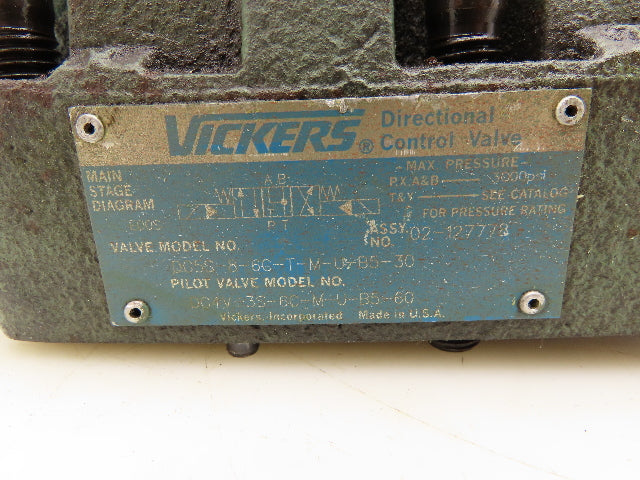 VICKERS® Directional Control Valve
MAIN
STAGE
DIAGRAM
A B
P T
MAX PRESSURE
P.X.A&B 3000psi
T&Y SEE CATALOG
FOR PRESSURE RATING
ASSY NO. 02-127778
VALVE MODEL NO.
PILOT VALVE MODEL NO.
Vickers, Incorporated Made in U.S.A.